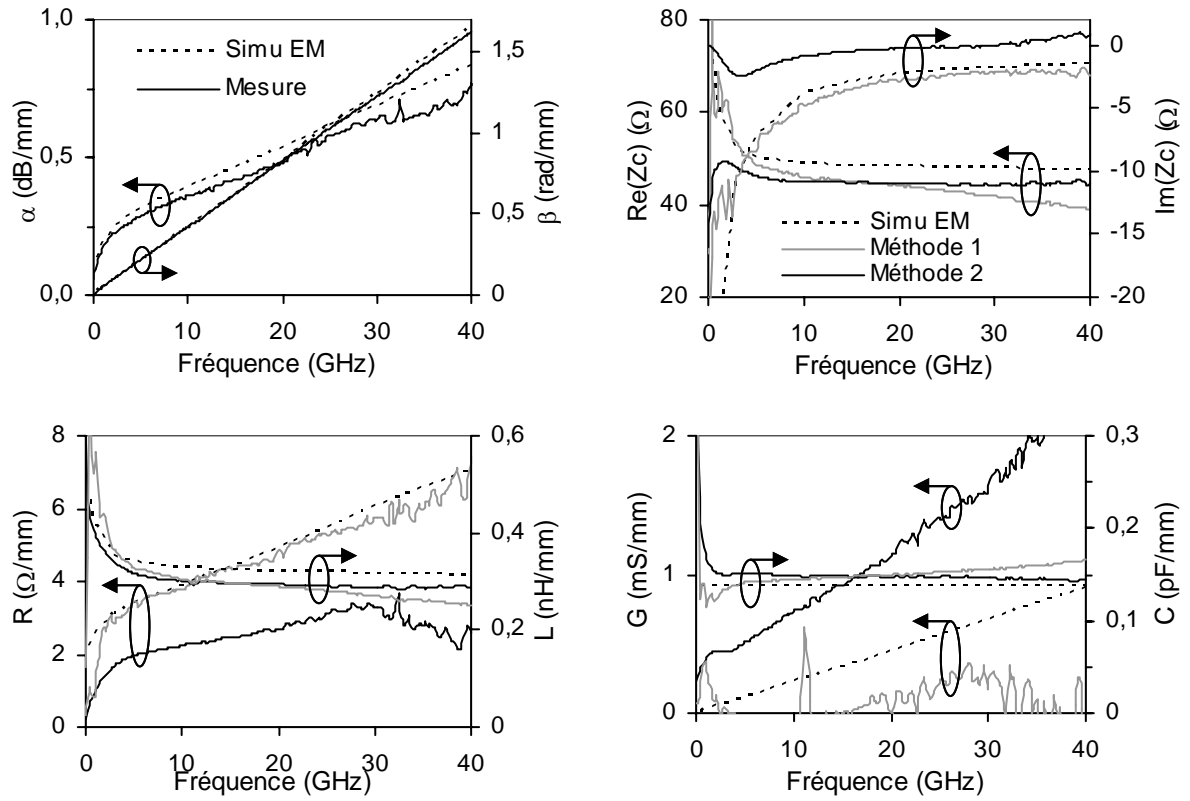 1,0
0,5
0,0
α (dB/mm)
Simu EM
Mesure
1,5
1
0,5
0
β (rad/mm)
0 10 20 30 40
Fréquence (GHz)
80
60
40
20
Re(Zc) (Ω)
Simu EM
Méthode 1
Méthode 2
0
-5
-10
-15
-20
Im(Zc) (Ω)
0 10 20 30 40
Fréquence (GHz)
8
6
4
2
0
R (Ω/mm)
0,6
0,4
0,2
0
L (nH/mm)
0 10 20 30 40
Fréquence (GHz)
2
1
0
G (mS/mm)
0,3
0,2
0,1
0
C (pF/mm)
0 10 20 30 40
Fréquence (GHz)